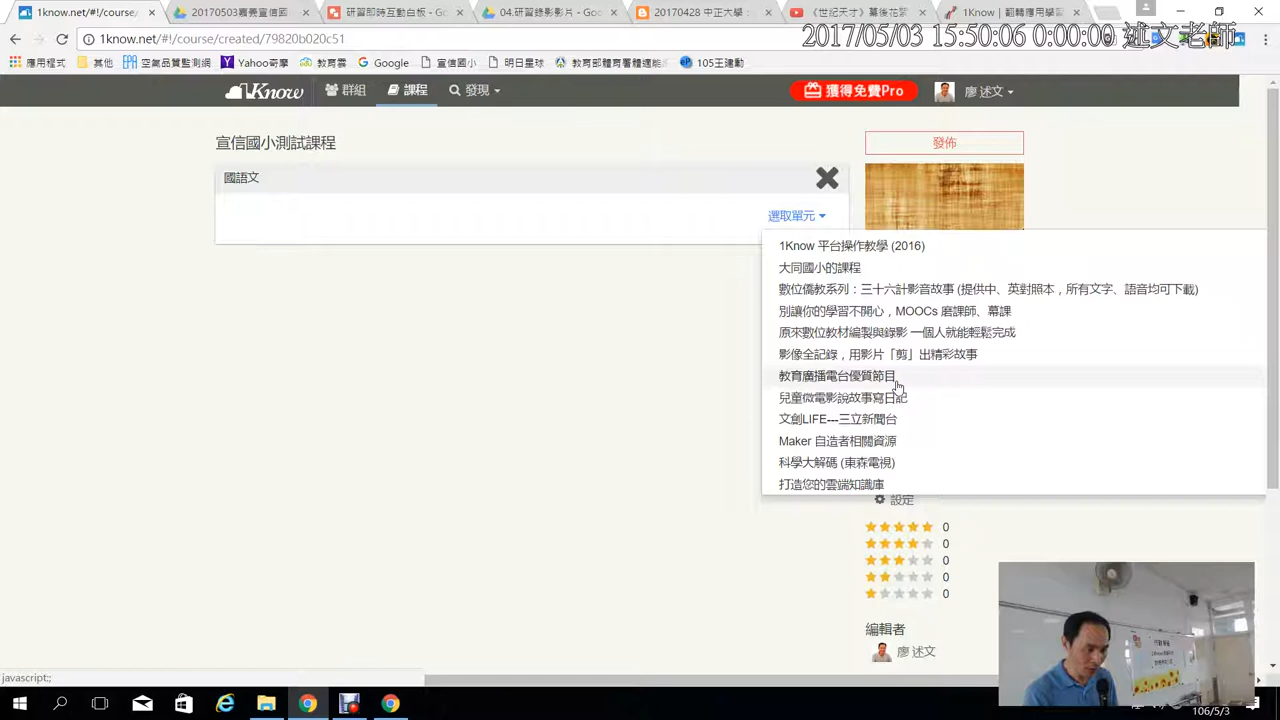 1know.net/#!/course/created/79820b020c51
20170503嘉義宣信國
研習即時互動白板 - Goo
04.研習錄影影片 - Goo
20170428 中正大學：
《世紀天才》幕後花絮
1know | 翻轉應用學習
1know.net/#!/course/created/79820b020c51
2017/05/03 15:50:06 0:00:00 述文老師
應用程式
其他
空氣品質監測網
Yahoo奇摩
教育雲
Google
宣信國小
明日星球
教育部體育署體適能
105王建動
1Know
群組
課程
發現
獲得免費Pro
廖 述文
宣信國小測試課程
發佈
國語文
選取單元
1Know 平台操作教學 (2016)
大同國小的課程
數位僑教系列：三十六計影音故事 (提供中、英對照本，所有文字、語音均可下載)
別讓你的學習不開心，MOOCs 磨課師、幕課
原來數位教材編製與錄影 一個人就能輕鬆完成
影像全記錄，用影片「剪」出精彩故事
教育廣播電台優質節目
兒童微電影說故事寫日記
文創LIFE---三立新聞台
Maker 自造者相關資源
科學大解碼 (東森電視)
打造您的雲端知識庫
設定
0
0
0
0
0
編輯者
廖 述文
javascript:;
106/5/3